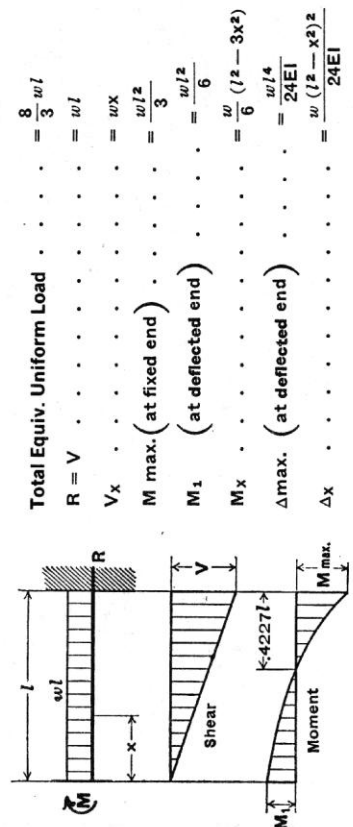 Total Equiv. Uniform Load . . . . = 8/3 wl
R = V . . . . . . . . = wl
Vx . . . . . . . . = wx
M max. (at fixed end) . . . . = wl²/3
M₁ (at deflected end) . . . . = wl²/6
Mx . . . . . . . . = w/6 (l² – 3x²)
Δmax. (at deflected end) . . . . = wl⁴/24EI
Δx . . . . . . . . = w (l² – x²)²/24EI
l
wl
M
R
x
V
Shear
.4227l
M₁
Moment
M max.